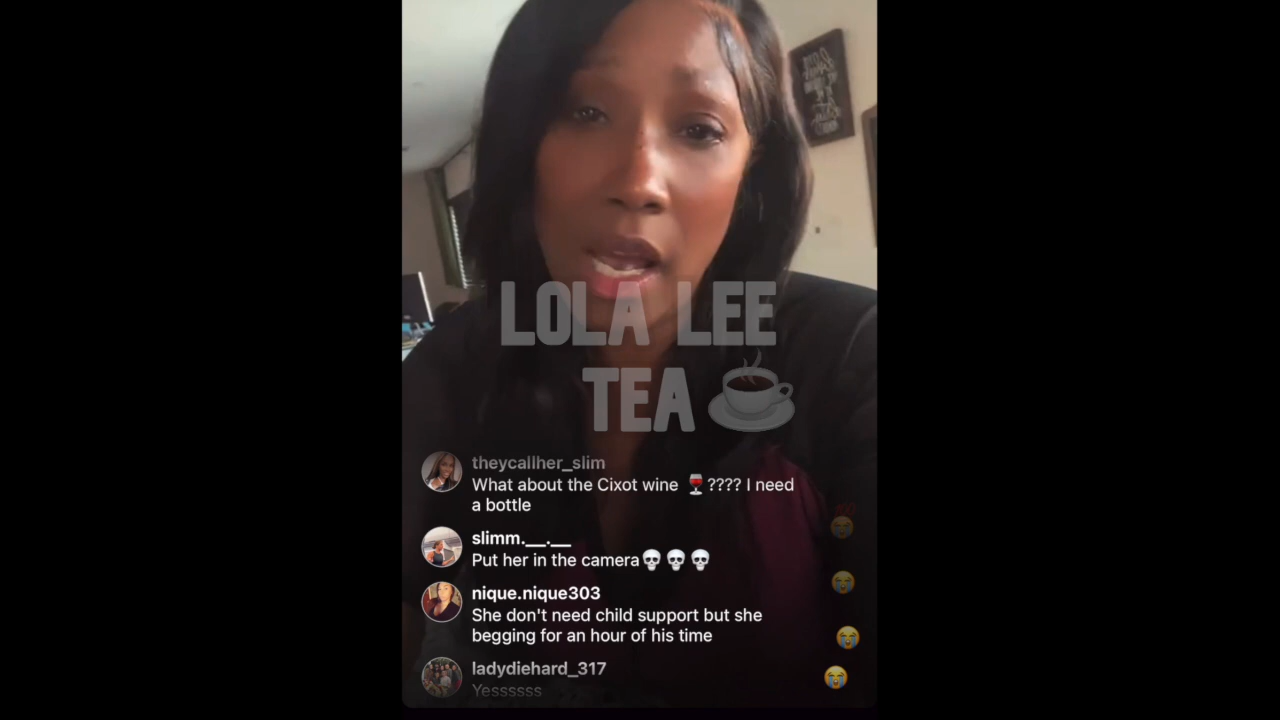 LOLA LEE
TEA
theycallher_slim
What about the Cixot wine 🍷???? I need
a bottle
slimm.__.__
Put her in the camera💀💀💀
nique.nique303
She don't need child support but she
begging for an hour of his time
ladydiehard_317
Yessssss